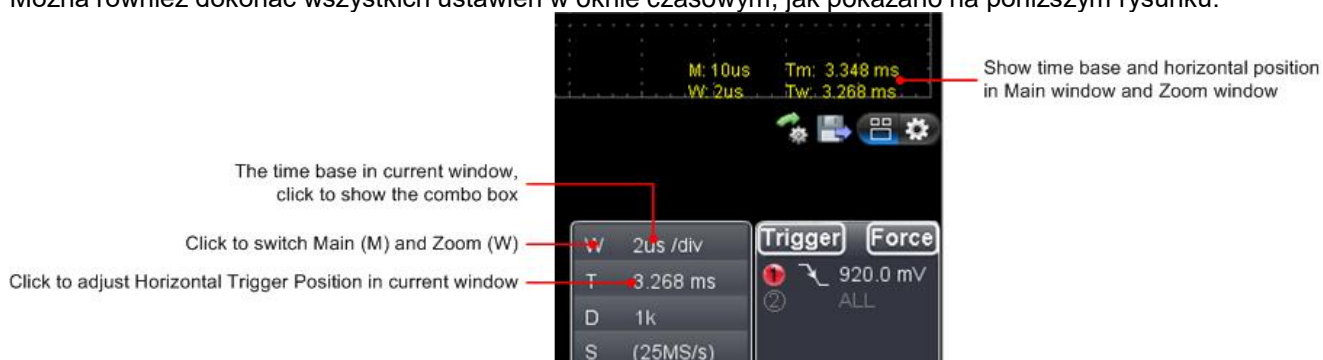 Można również dokonać wszystkich ustawień w oknie czasowym, jak pokazano na poniższym rysunku:
M: 10us Tm: 3.348 ms
W: 2us Tw: 3.268 ms
Show time base and horizontal position
in Main window and Zoom window
The time base in current window,
click to show the combo box
Click to switch Main (M) and Zoom (W)
Click to adjust Horizontal Trigger Position in current window
W 2us /div
T 3.268 ms
D 1k
S (25MS/s)
Trigger Force
1 920.0 mV
2 ALL